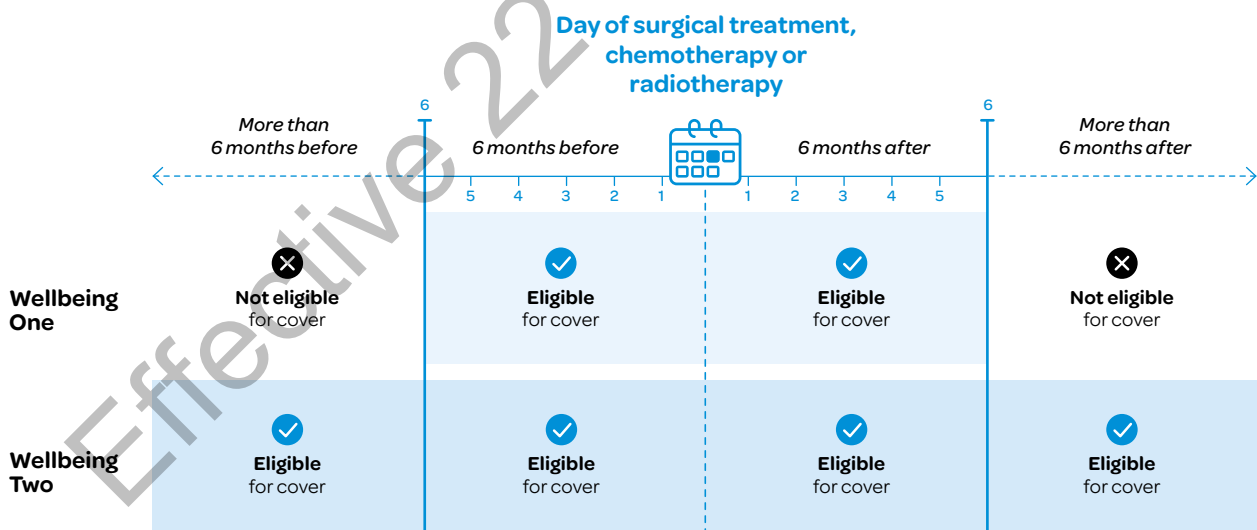 Day of surgical treatment,
chemotherapy or
radiotherapy
6
6
More than
6 months before
6 months before
6 months after
More than
6 months after
5 4 3 2 1 1 2 3 4 5
Wellbeing
One
Not eligible
for cover
Eligible
for cover
Eligible
for cover
Not eligible
for cover
Wellbeing
Two
Eligible
for cover
Eligible
for cover
Eligible
for cover
Eligible
for cover
Effective 22